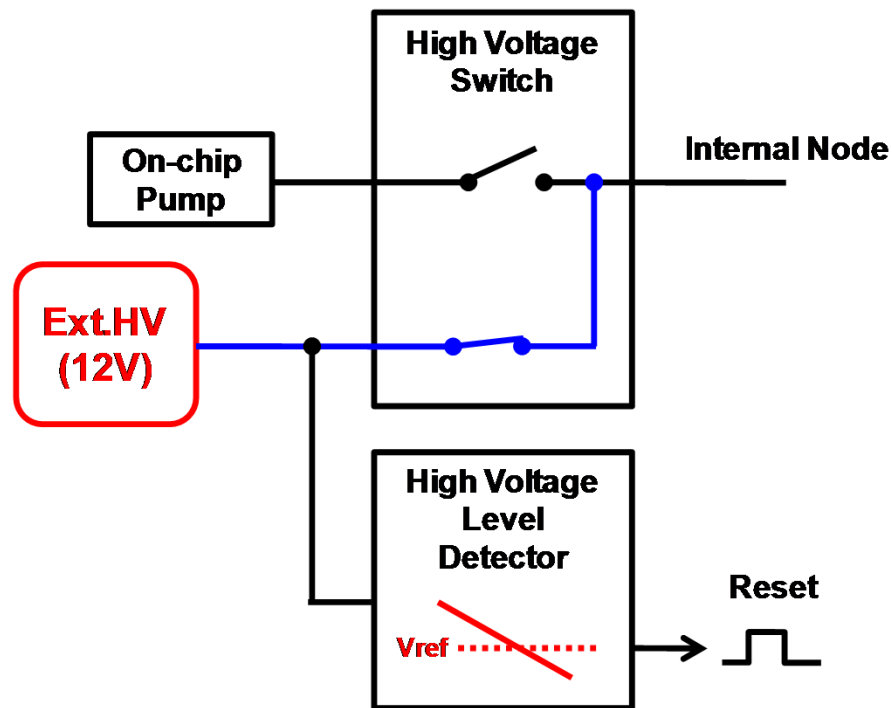 High Voltage
Switch
On-chip
Pump
Internal Node
Ext.HV
(12V)
High Voltage
Level
Detector
Vref
Reset